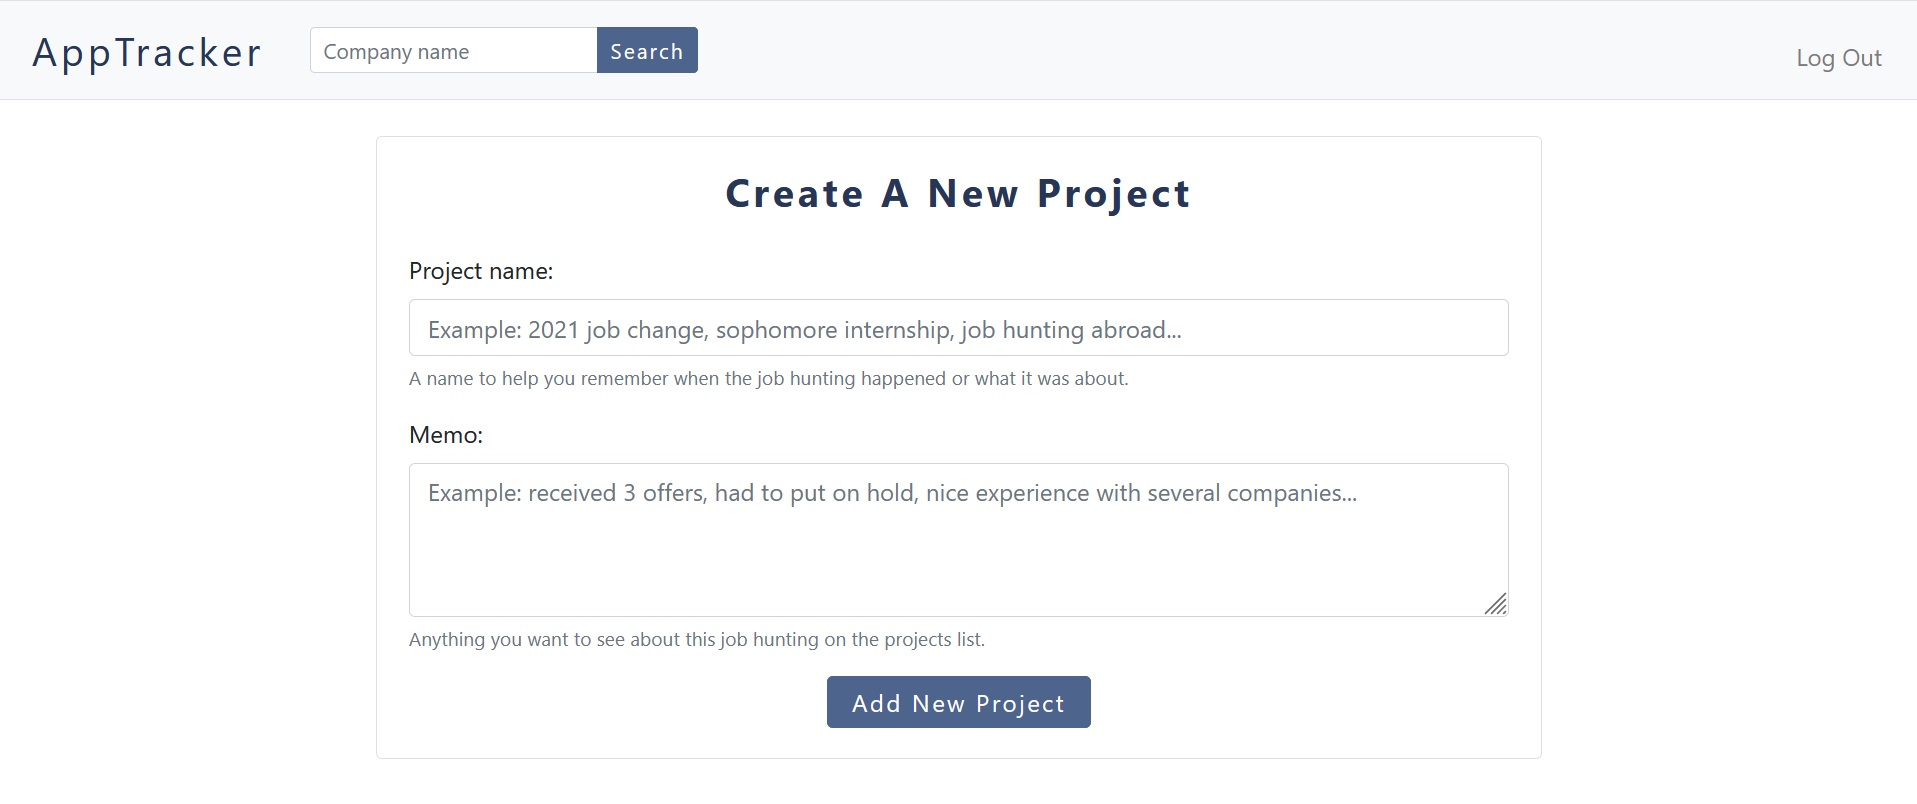 AppTracker
Company name
Search
Log Out
Create A New Project
Project name:
Example: 2021 job change, sophomore internship, job hunting abroad...
A name to help you remember when the job hunting happened or what it was about.
Memo:
Example: received 3 offers, had to put on hold, nice experience with several companies...
Anything you want to see about this job hunting on the projects list.
Add New Project